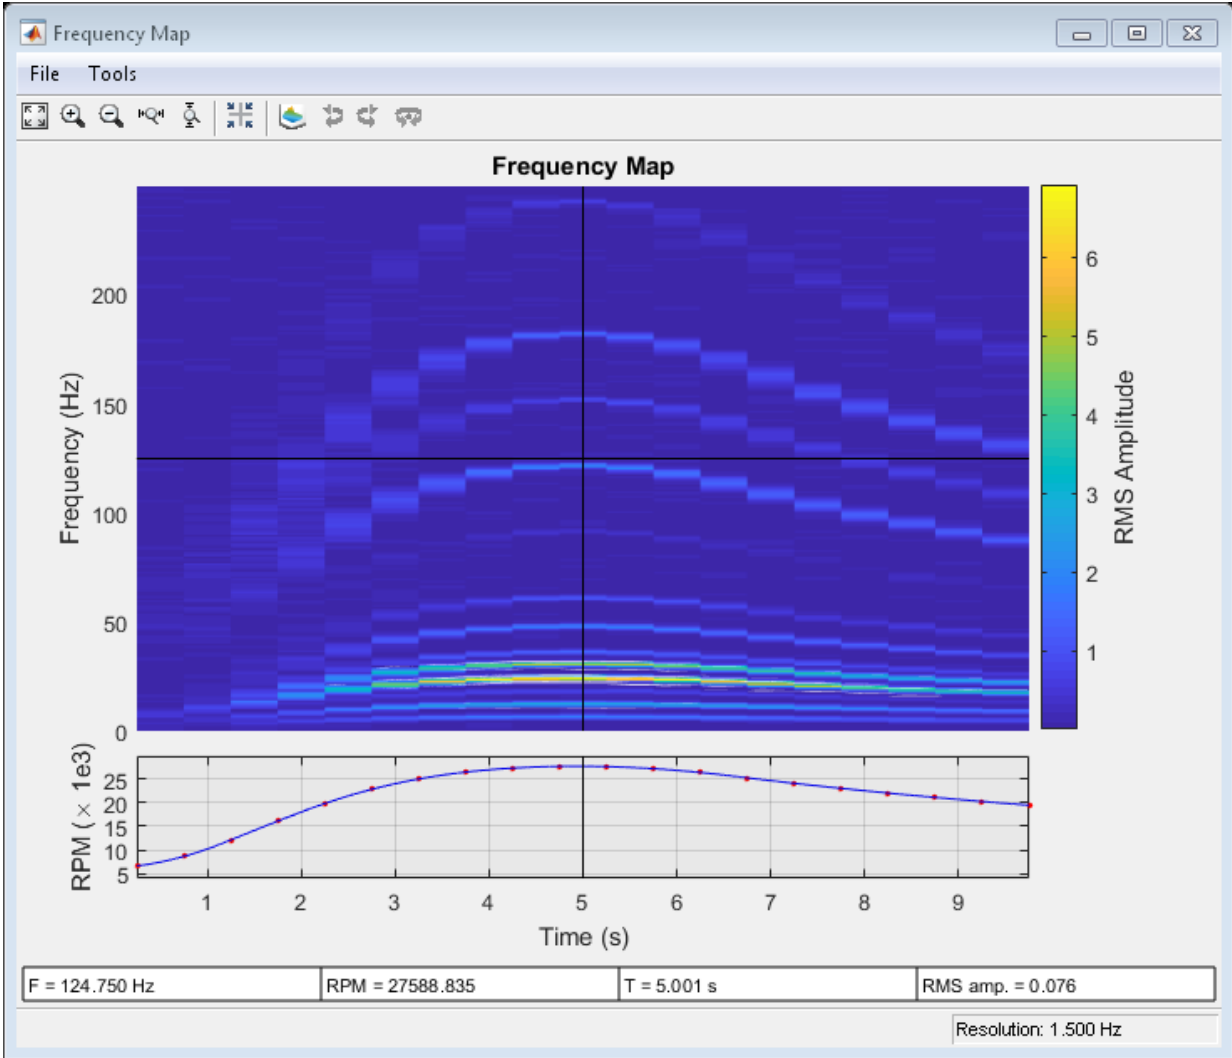 Frequency Map
File Tools
Frequency Map
200
150
100
50
0
Frequency (Hz)
6
5
4
3
2
1
RMS Amplitude
25
20
15
10
5
RPM (× 1e3)
1 2 3 4 5 6 7 8 9
Time (s)
F = 124.750 Hz RPM = 27588.835 T = 5.001 s RMS amp. = 0.076
Resolution: 1.500 Hz